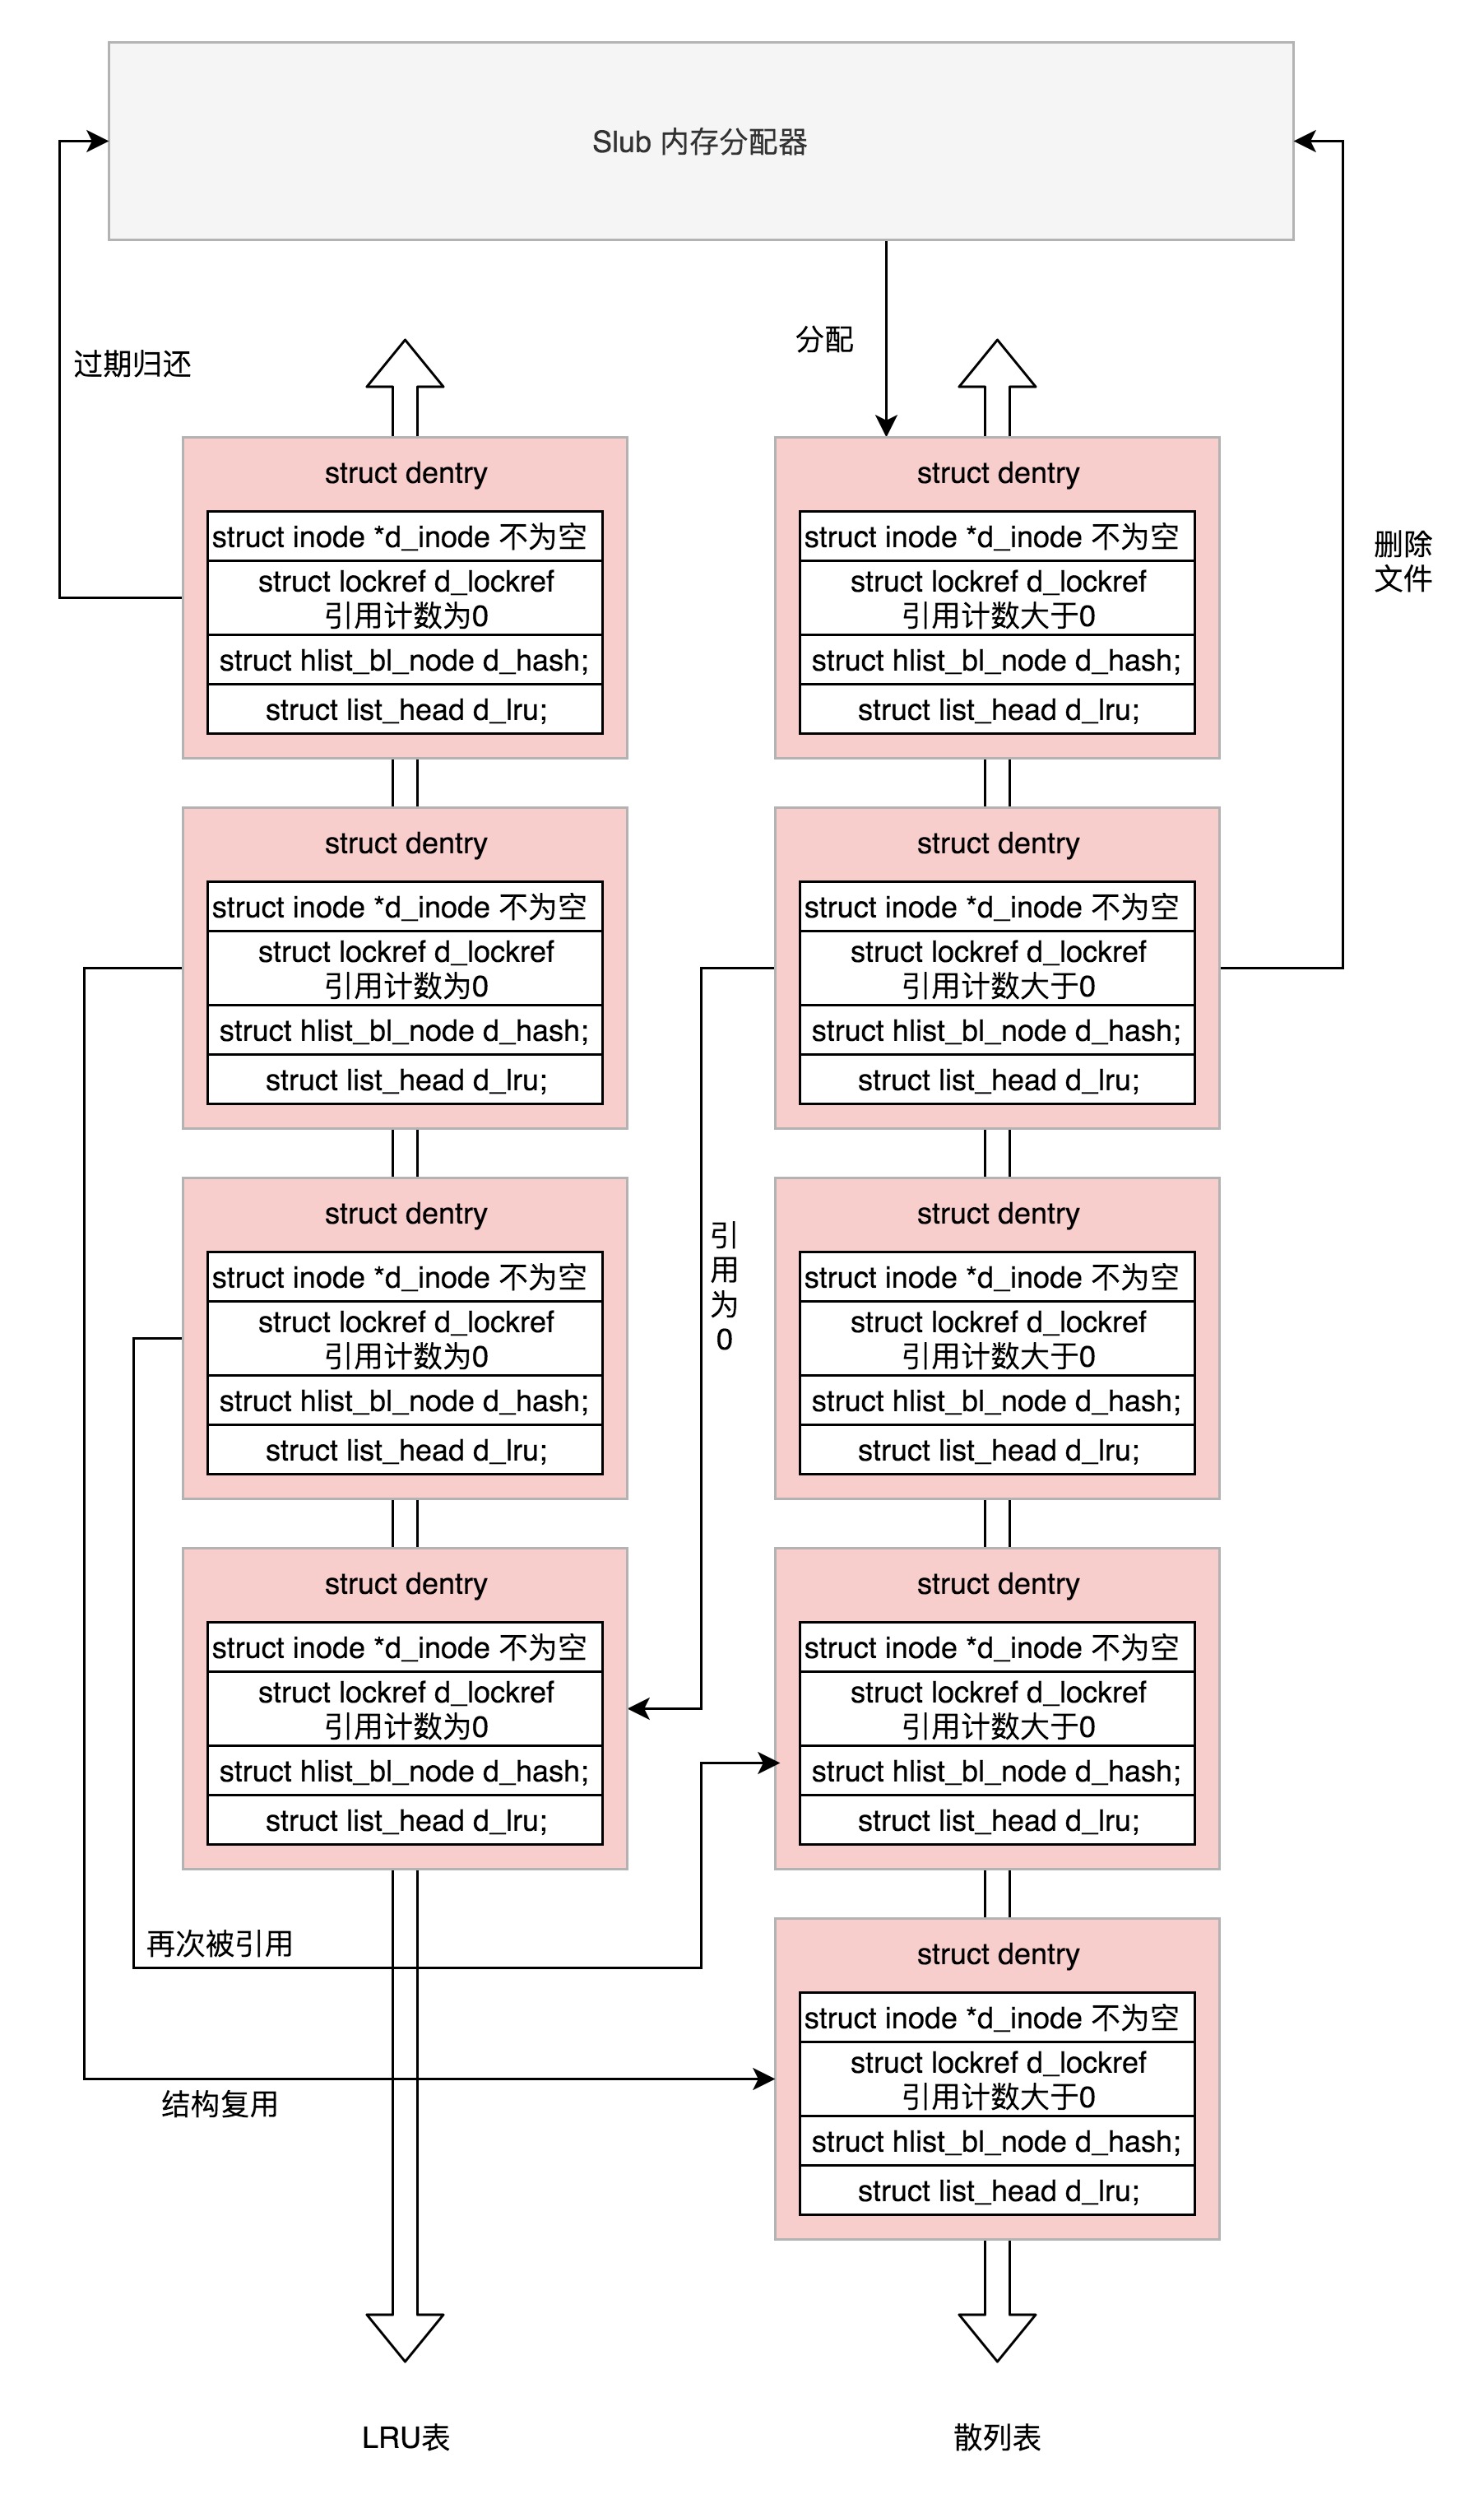 Slub 内存分配器
过期归还
分配
删除
文件
struct dentry
struct inode *d_inode 不为空
struct lockref d_lockref
引用计数为0
struct hlist_bl_node d_hash;
struct list_head d_lru;
struct dentry
struct inode *d_inode 不为空
struct lockref d_lockref
引用计数大于0
struct hlist_bl_node d_hash;
struct list_head d_lru;
struct dentry
struct inode *d_inode 不为空
struct lockref d_lockref
引用计数为0
struct hlist_bl_node d_hash;
struct list_head d_lru;
struct dentry
struct inode *d_inode 不为空
struct lockref d_lockref
引用计数大于0
struct hlist_bl_node d_hash;
struct list_head d_lru;
struct dentry
struct inode *d_inode 不为空
struct lockref d_lockref
引用计数为0
struct hlist_bl_node d_hash;
struct list_head d_lru;
引
用
为
0
struct dentry
struct inode *d_inode 不为空
struct lockref d_lockref
引用计数大于0
struct hlist_bl_node d_hash;
struct list_head d_lru;
struct dentry
struct inode *d_inode 不为空
struct lockref d_lockref
引用计数为0
struct hlist_bl_node d_hash;
struct list_head d_lru;
struct dentry
struct inode *d_inode 不为空
struct lockref d_lockref
引用计数大于0
struct hlist_bl_node d_hash;
struct list_head d_lru;
再次被引用
struct dentry
struct inode *d_inode 不为空
struct lockref d_lockref
引用计数大于0
struct hlist_bl_node d_hash;
struct list_head d_lru;
结构复用
LRU表
散列表